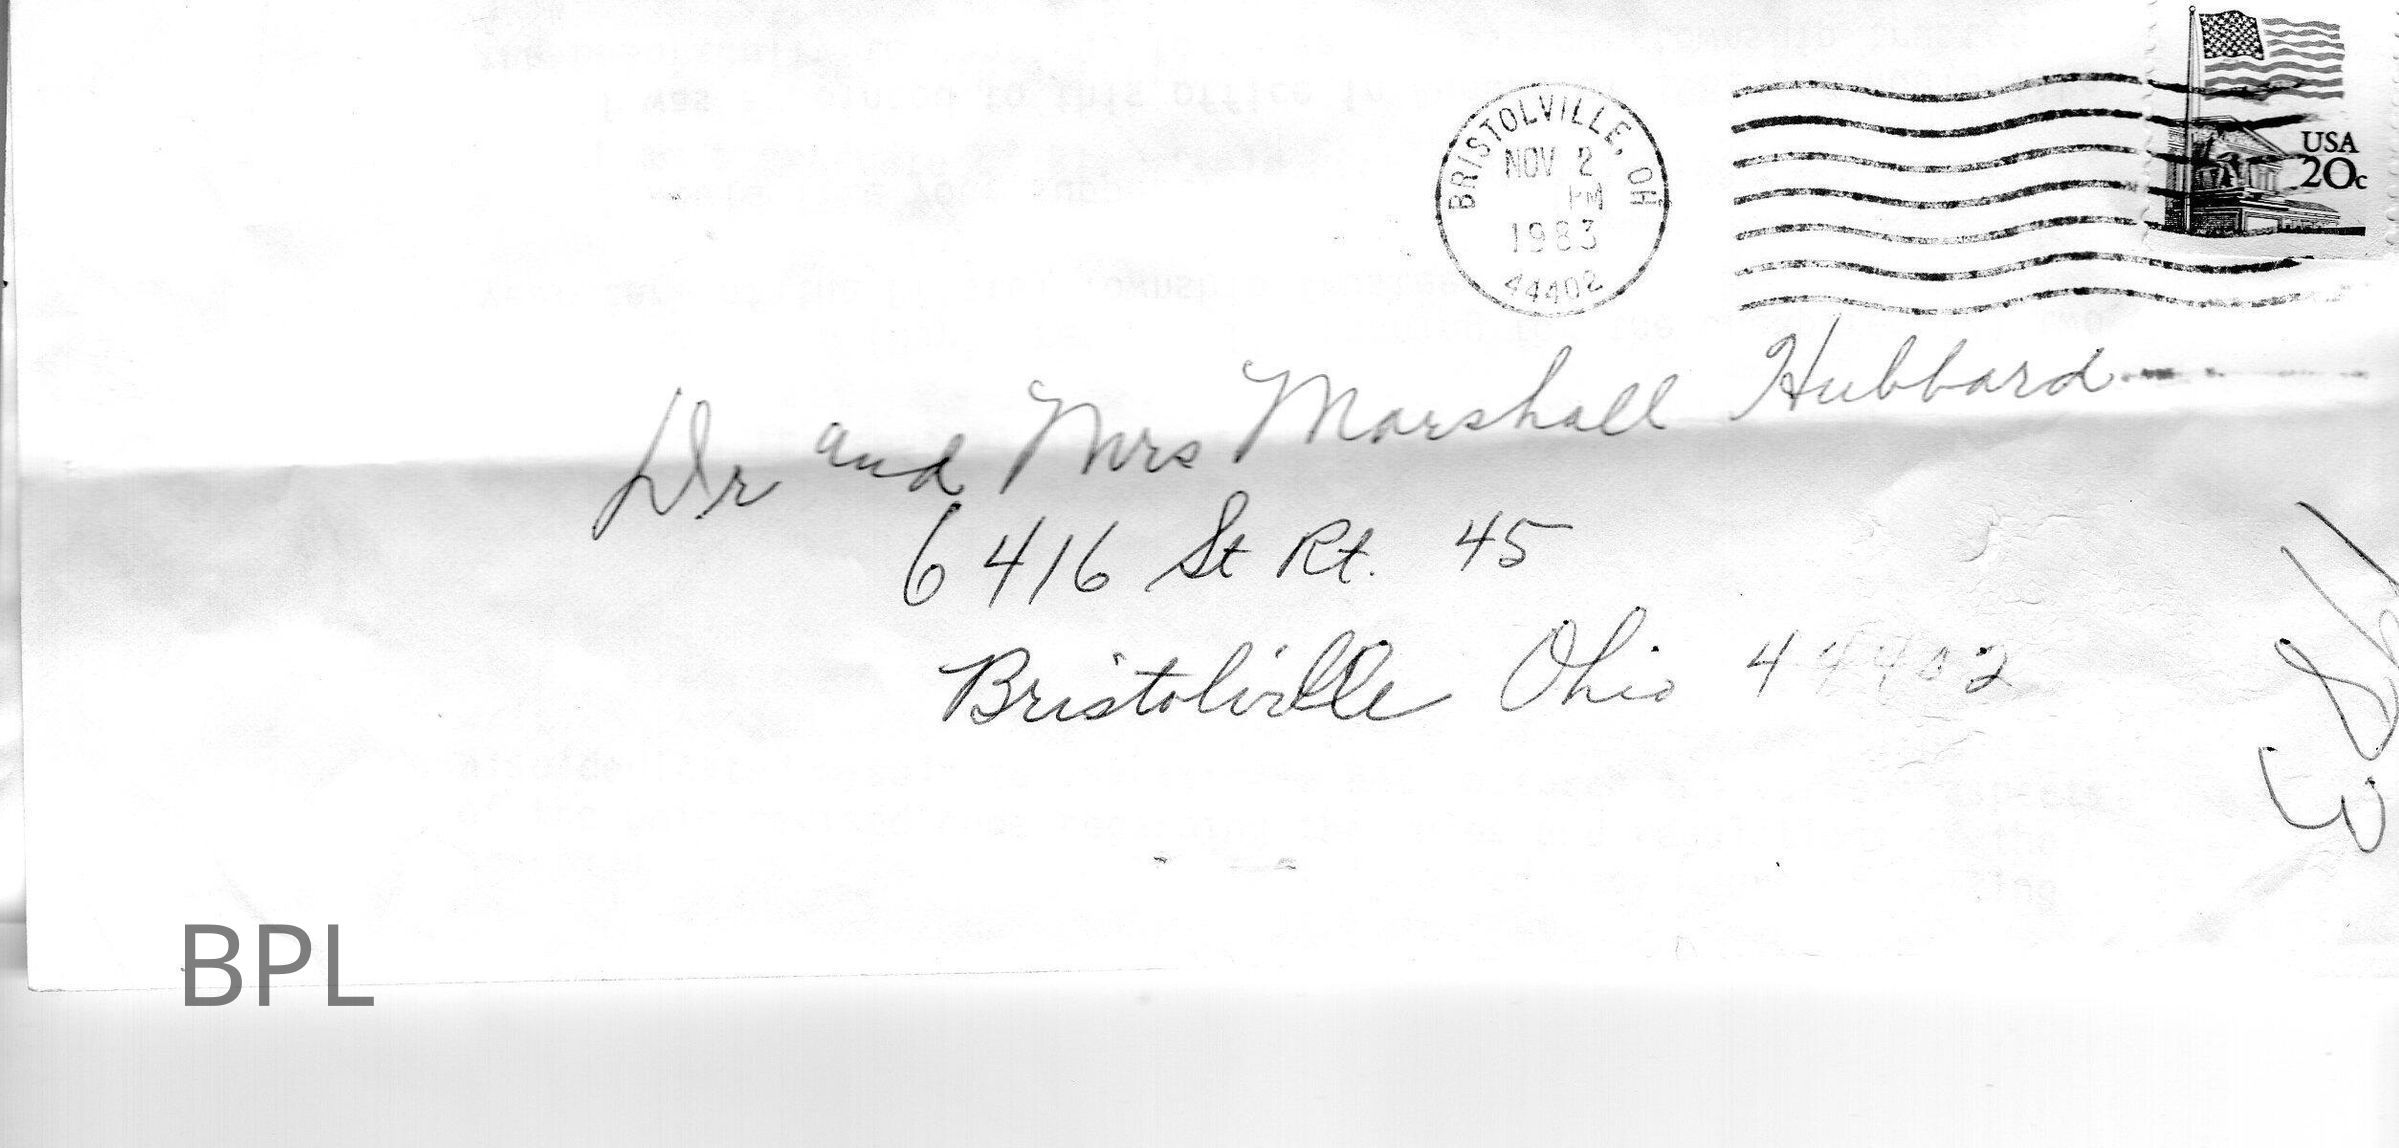 USA
20c
BRISTOLVILLE, OH
NOV 2
PM
1983
44402
Dr and Mrs Marshall Hubbard
6416 St Rt. 45
Bristolville Ohio 44402
BPL